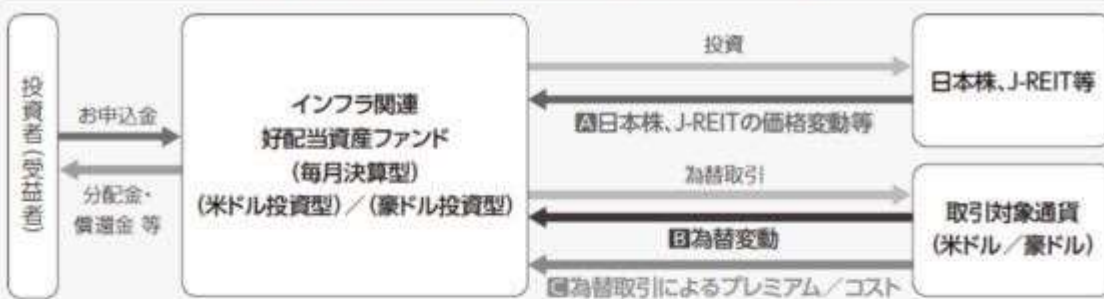 投資者(受益者)
お申込金
分配金・
償還金 等
インフラ関連
好配当資産ファンド
(毎月決算型)
(米ドル投資型)／(豪ドル投資型)
投資
A日本株、J-REITの価格変動等
日本株、J-REIT等
為替取引
B為替変動
C為替取引によるプレミアム／コスト
取引対象通貨
(米ドル／豪ドル)